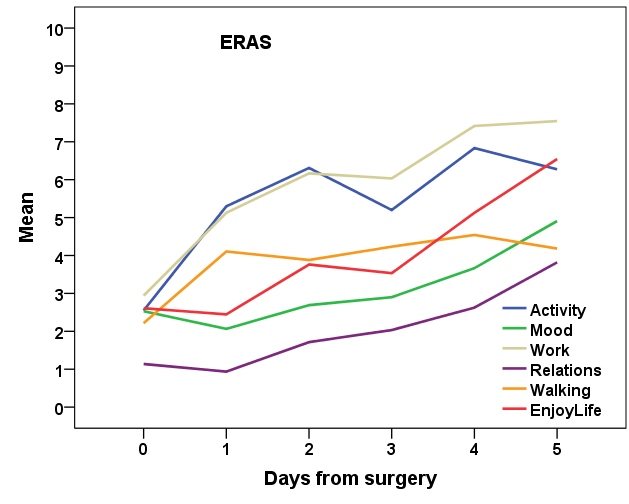 ERAS
10
9
8
7
6
5
4
3
2
1
0
Mean
Activity
Mood
Work
Relations
Walking
EnjoyLife
0 1 2 3 4 5
Days from surgery